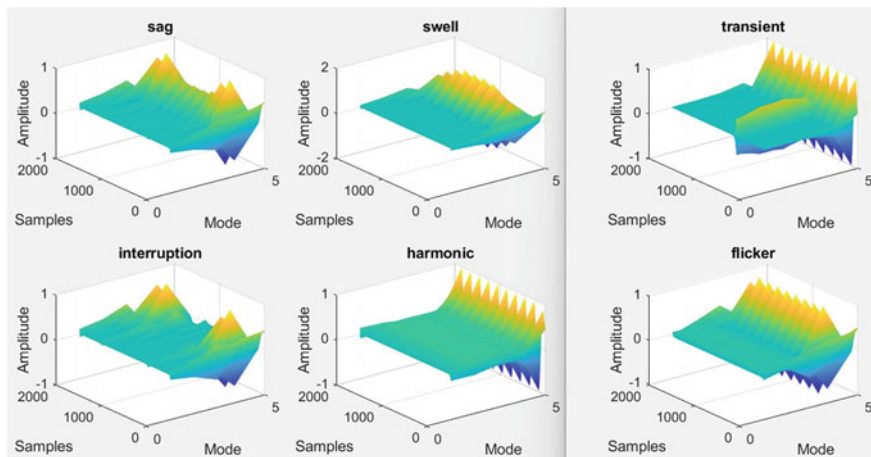 sag
1
0
-1
Amplitude
2000
1000
0
Samples
0
5
Mode
swell
2
0
-2
Amplitude
2000
1000
0
Samples
0
5
Mode
transient
1
0
-1
Amplitude
2000
1000
0
Samples
0
5
Mode
interruption
1
0
-1
Amplitude
2000
1000
0
Samples
0
5
Mode
harmonic
1
0
-1
Amplitude
2000
1000
0
Samples
0
5
Mode
flicker
1
0
-1
Amplitude
2000
1000
0
Samples
0
5
Mode